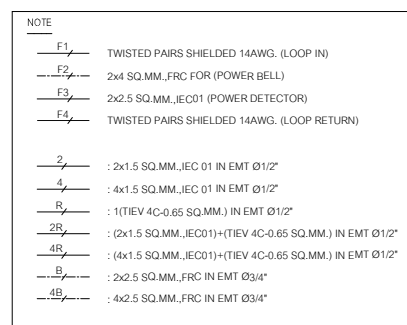 NOTE
F1 TWISTED PAIRS SHIELDED 14AWG. (LOOP IN)
F2 2x4 SQ.MM.,FRC FOR (POWER BELL)
F3 2x2.5 SQ.MM.,IEC01 (POWER DETECTOR)
F4 TWISTED PAIRS SHIELDED 14AWG. (LOOP RETURN)
2 : 2x1.5 SQ.MM.,IEC 01 IN EMT Ø1/2"
4 : 4x1.5 SQ.MM.,IEC 01 IN EMT Ø1/2"
R : 1(TIEV 4C-0.65 SQ.MM.) IN EMT Ø1/2"
2R : (2x1.5 SQ.MM.,IEC01)+(TIEV 4C-0.65 SQ.MM.) IN EMT Ø1/2"
4R : (4x1.5 SQ.MM.,IEC01)+(TIEV 4C-0.65 SQ.MM.) IN EMT Ø1/2"
B : 2x2.5 SQ.MM.,FRC IN EMT Ø3/4"
4B : 4x2.5 SQ.MM.,FRC IN EMT Ø3/4"